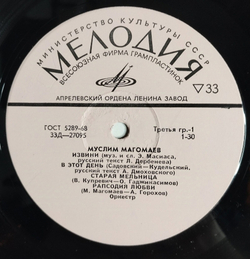 МИНИСТЕРСТВО КУЛЬТУРЫ СССР
МЕЛОДИЯ
ВСЕСОЮЗНАЯ ФИРМА ГРАМПЛАСТИНОК
33
АПРЕЛЕВСКИЙ ОРДЕНА ЛЕНИНА ЗАВОД
ГОСТ 5289-68
Третья гр.-1
33Д—27095
1-30
МУСЛИМ МАГОМАЕВ
ИЗВИНИ (муз. и сл. Э. Масиаса,
русский текст Л. Дербенева)
В ЭТОТ ДЕНЬ (Садовский—Кудельский,
русский текст А. Дмоховского)
СТАРАЯ МЕЛЬНИЦА
(В. Купревич—О. Гаджикасимов)
РАПСОДИЯ ЛЮБВИ
(М. Магомаев—А. Горохов)
Оркестр